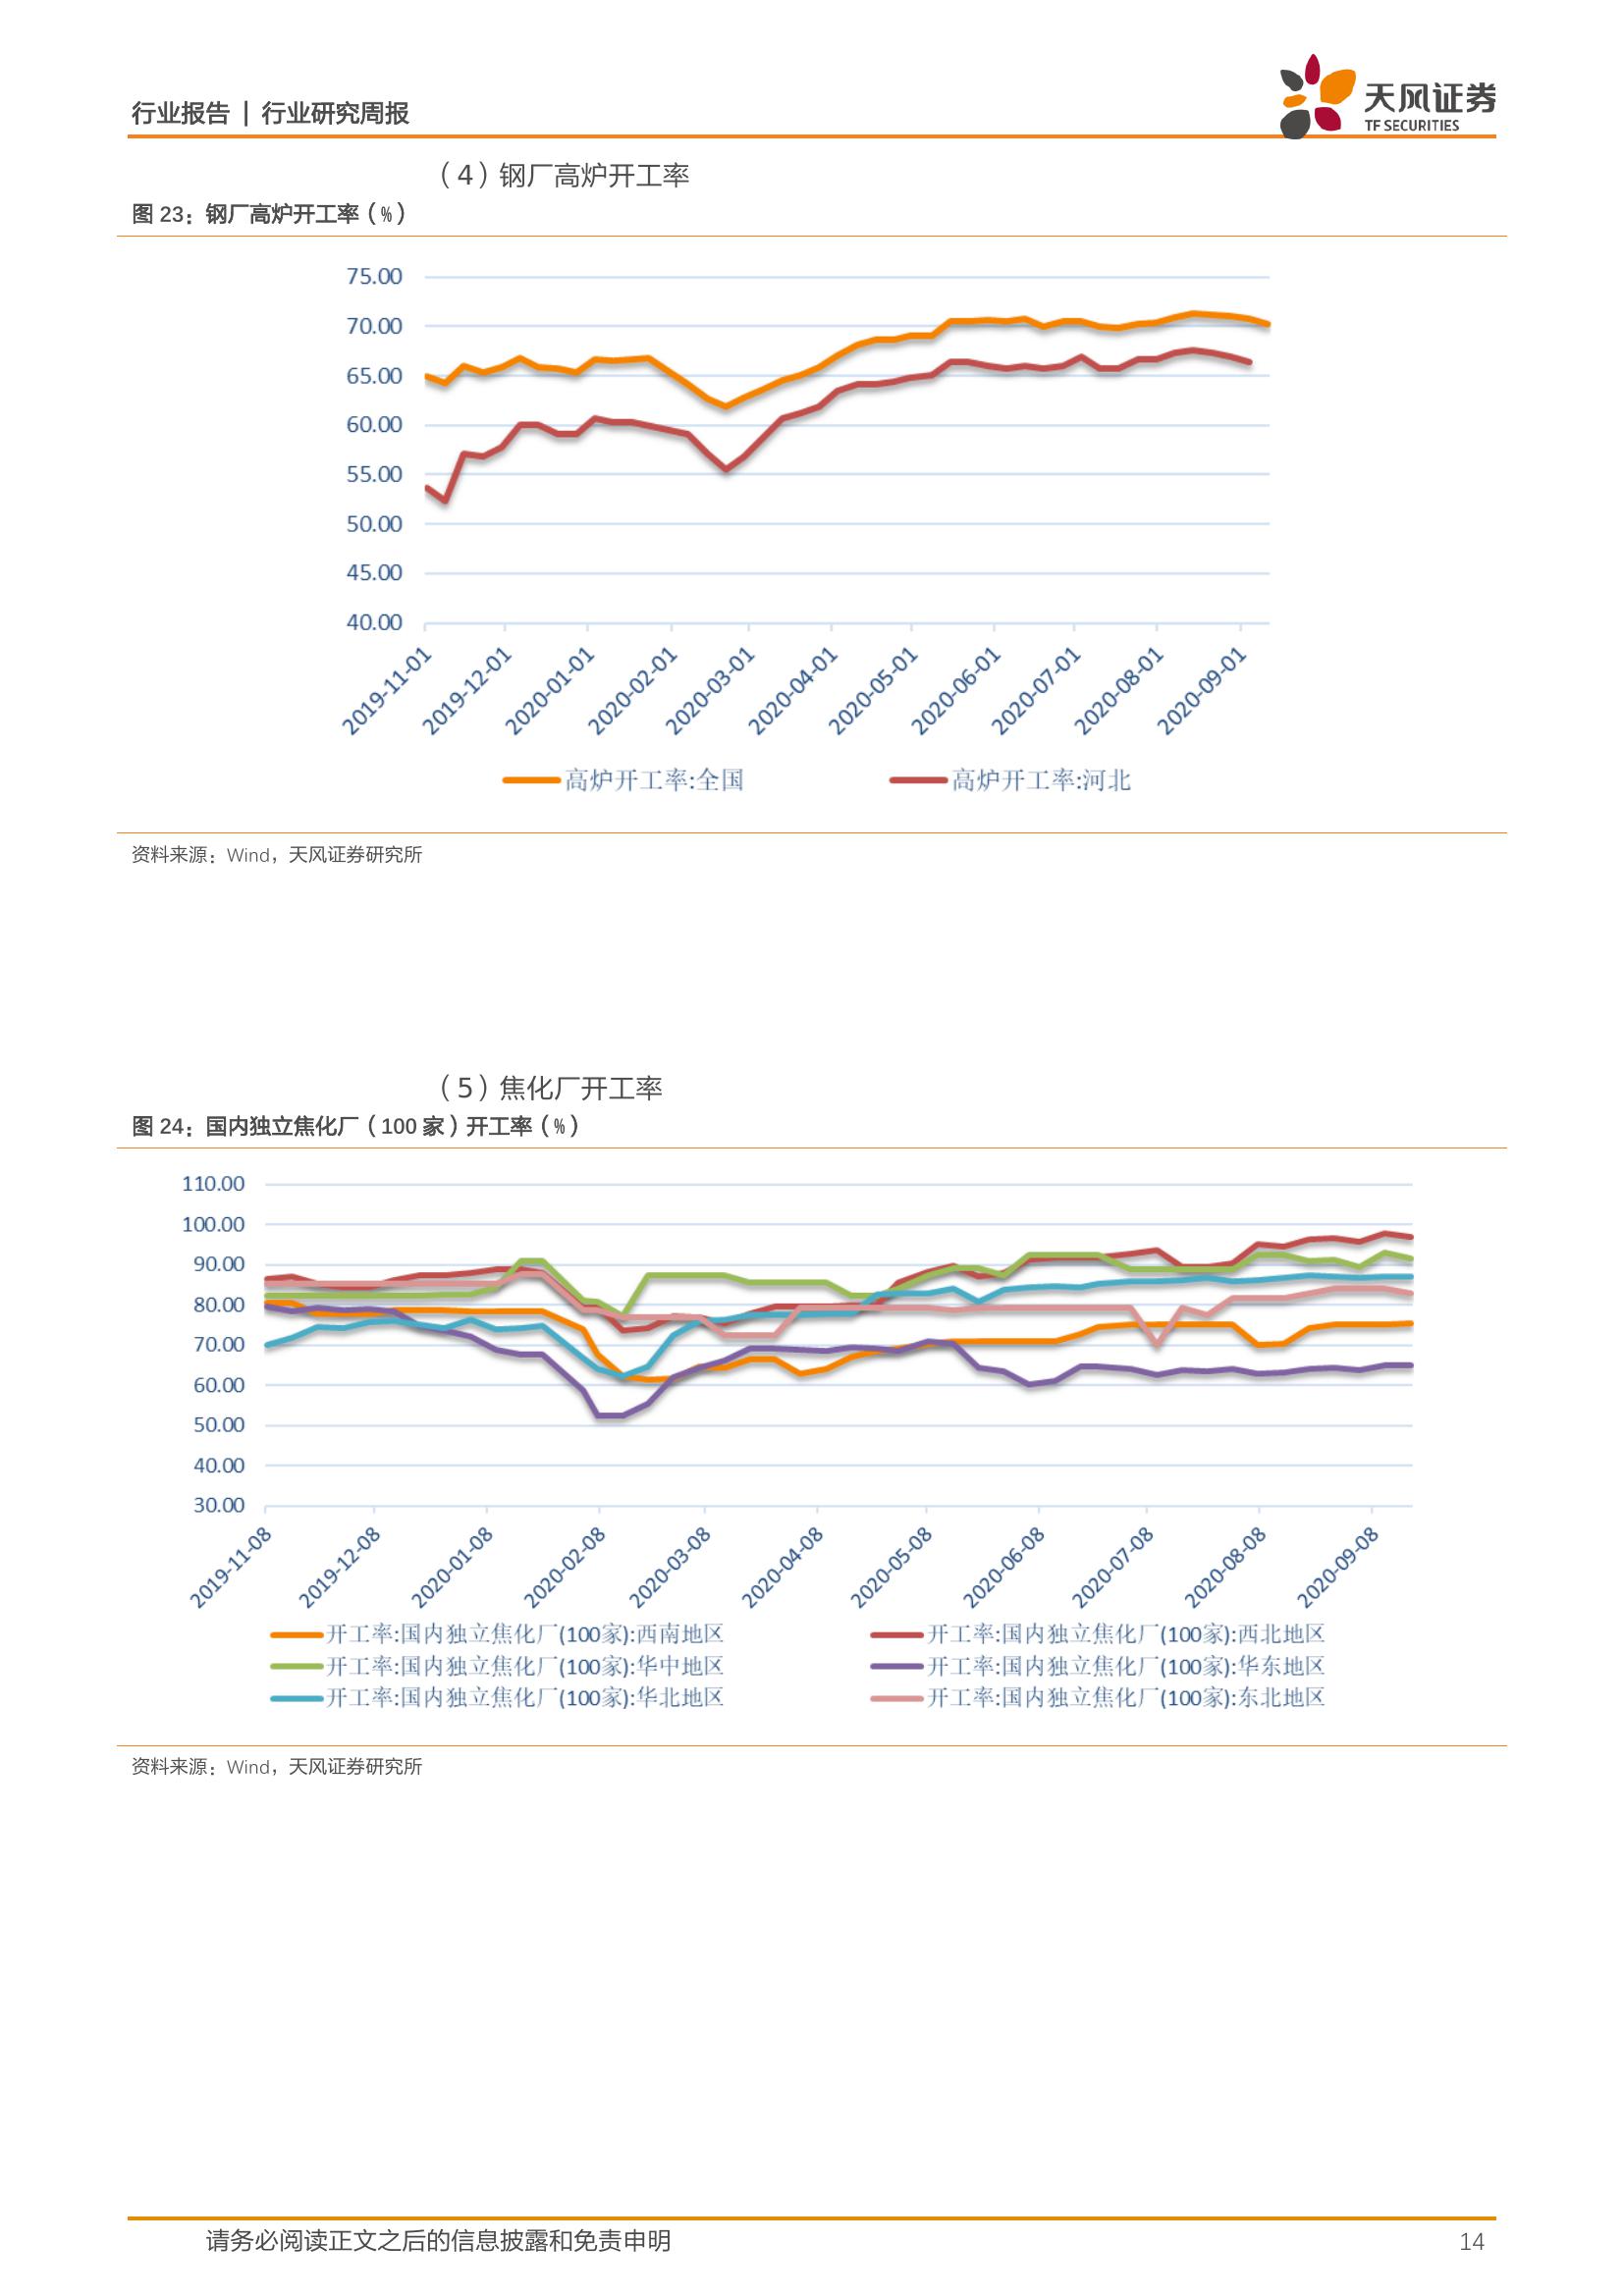 行业报告 | 行业研究周报
天风证券
TF SECURITIES
（4）钢厂高炉开工率
图 23：钢厂高炉开工率（%）
75.00
70.00
65.00
60.00
55.00
50.00
45.00
40.00
2019-11-01
2019-12-01
2020-01-01
2020-02-01
2020-03-01
2020-04-01
2020-05-01
2020-06-01
2020-07-01
2020-08-01
2020-09-01
高炉开工率:全国
高炉开工率:河北
资料来源：Wind，天风证券研究所
（5）焦化厂开工率
图 24：国内独立焦化厂（100 家）开工率（%）
110.00
100.00
90.00
80.00
70.00
60.00
50.00
40.00
30.00
2019-11-08
2019-12-08
2020-01-08
2020-02-08
2020-03-08
2020-04-08
2020-05-08
2020-06-08
2020-07-08
2020-08-08
2020-09-08
开工率:国内独立焦化厂(100家):西南地区
开工率:国内独立焦化厂(100家):西北地区
开工率:国内独立焦化厂(100家):华中地区
开工率:国内独立焦化厂(100家):华东地区
开工率:国内独立焦化厂(100家):华北地区
开工率:国内独立焦化厂(100家):东北地区
资料来源：Wind，天风证券研究所
请务必阅读正文之后的信息披露和免责申明
14